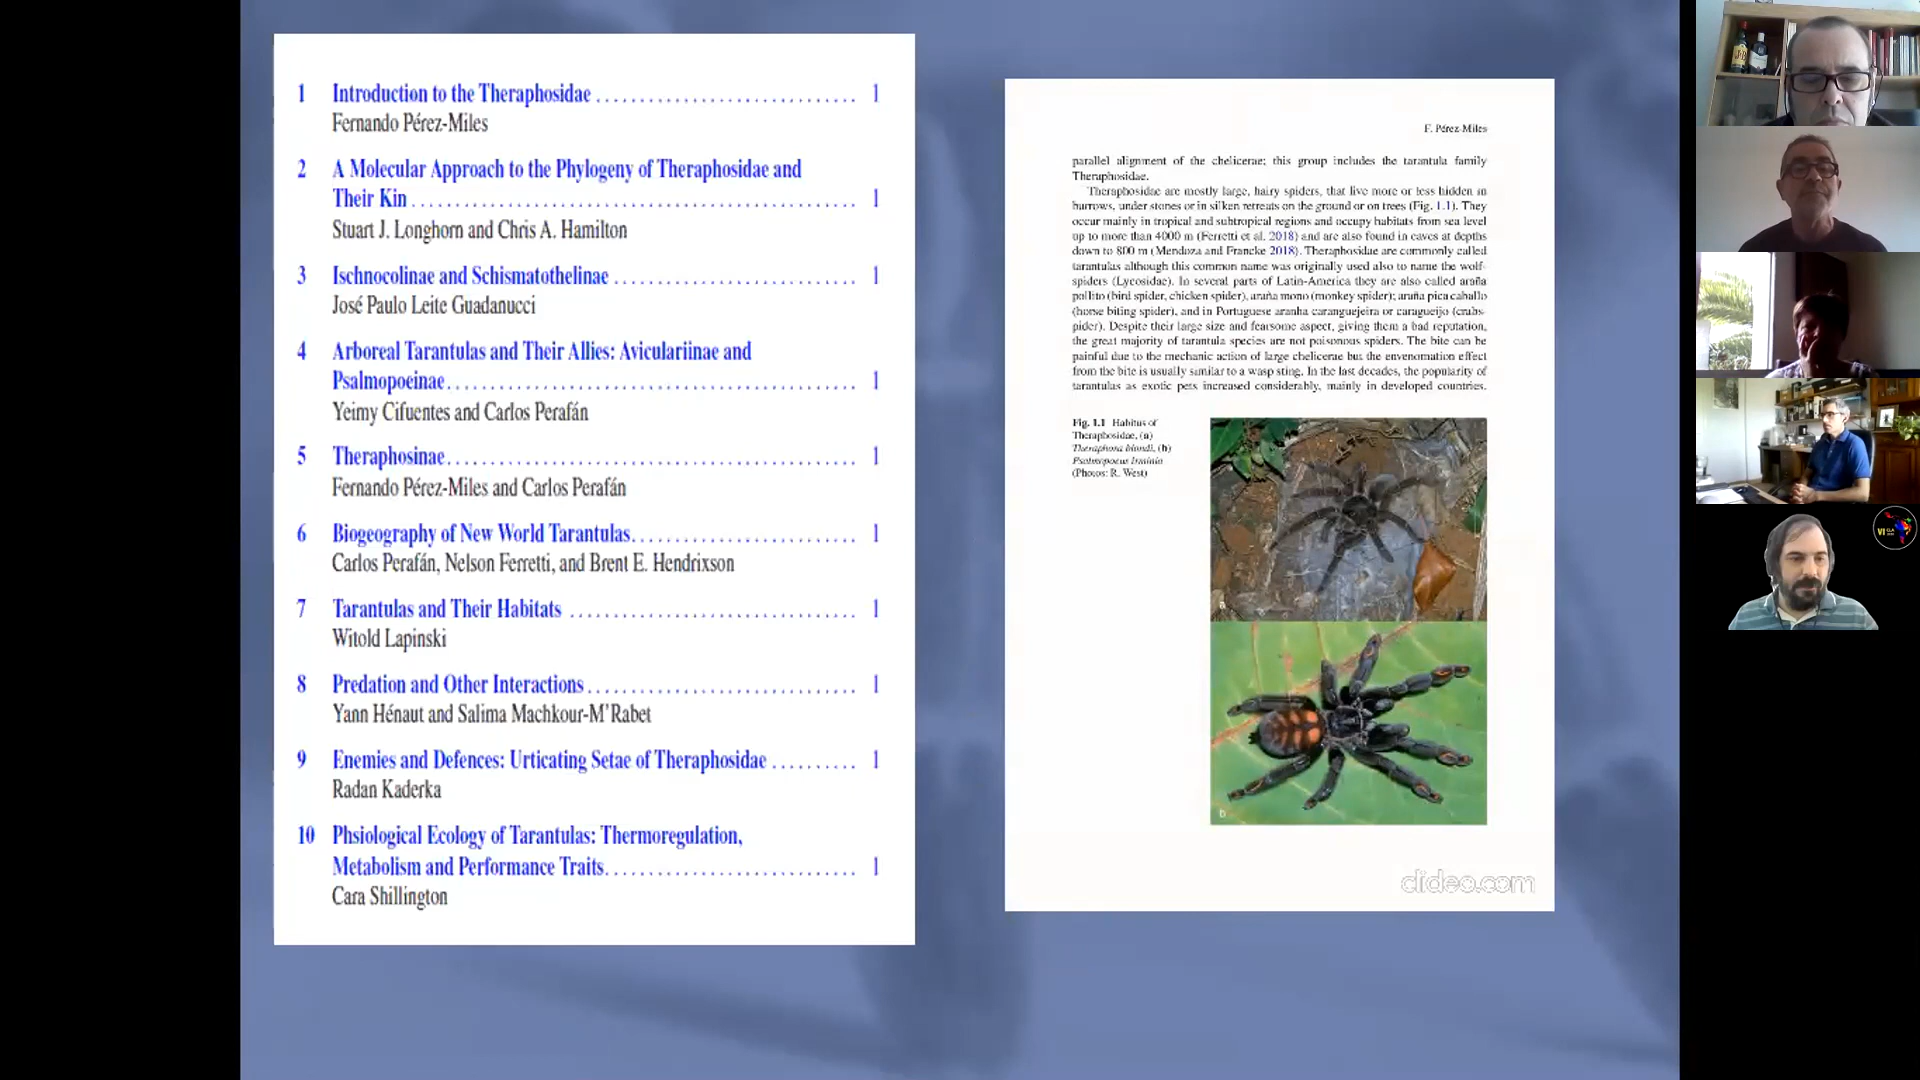 1 Introduction to the Theraphosidae .............................. 1
Fernando Pérez-Miles
2 A Molecular Approach to the Phylogeny of Theraphosidae and
Their Kin .................................................... 1
Stuart J. Longhorn and Chris A. Hamilton
3 Ischnocolinae and Schismatothelinae ............................ 1
José Paulo Leite Guadanucci
4 Arboreal Tarantulas and Their Allies: Aviculariinae and
Psalmopoeinae ................................................ 1
Yeimy Cifuentes and Carlos Perafán
5 Theraphosinae ................................................ 1
Fernando Pérez-Miles and Carlos Perafán
6 Biogeography of New World Tarantulas .......................... 1
Carlos Perafán, Nelson Ferretti, and Brent E. Hendrixson
7 Tarantulas and Their Habitats ................................. 1
Witold Lapinski
8 Predation and Other Interactions ............................... 1
Yann Hénaut and Salima Machkour-M'Rabet
9 Enemies and Defences: Urticating Setae of Theraphosidae .......... 1
Radan Kaderka
10 Phsiological Ecology of Tarantulas: Thermoregulation,
Metabolism and Performance Traits ............................. 1
Cara Shillington
F. Pérez-Miles
parallel alignment of the chelicerae; this group includes the tarantula family
Theraphosidae.
Theraphosidae are mostly large, hairy spiders, that live more or less hidden in
burrows, under stones or in silken retreats on the ground or on trees (Fig. 1.1). They
occur mainly in tropical and subtropical regions and occupy habitats from sea level
up to more than 4000 m (Ferretti et al. 2018) and are also found in caves at depths
down to 800 m (Mendoza and Francke 2018). Theraphosidae are commonly called
tarantulas although this common name was originally used also to name the wolf-
spiders (Lycosidae). In several parts of Latin-America they are also called araña
pollito (bird spider, chicken spider), araña mono (monkey spider); araña pica caballo
(horse biting spider), and in Portuguese aranha caranguejeira or caragueijo (crabs-
pider). Despite their large size and fearsome aspect, giving them a bad reputation,
the great majority of tarantula species are not poisonous spiders. The bite can be
painful due to the mechanic action of large chelicerae but the envenomation effect
from the bite is usually similar to a wasp sting. In the last decades, the popularity of
tarantulas as exotic pets increased considerably, mainly in developed countries.
Fig. 1.1 Habitus of
Theraphosidae, (a)
Theraphosa blondi, (b)
Psalmopoeus irminia
(Photos: R. West)
a
b
clideo.com
VI